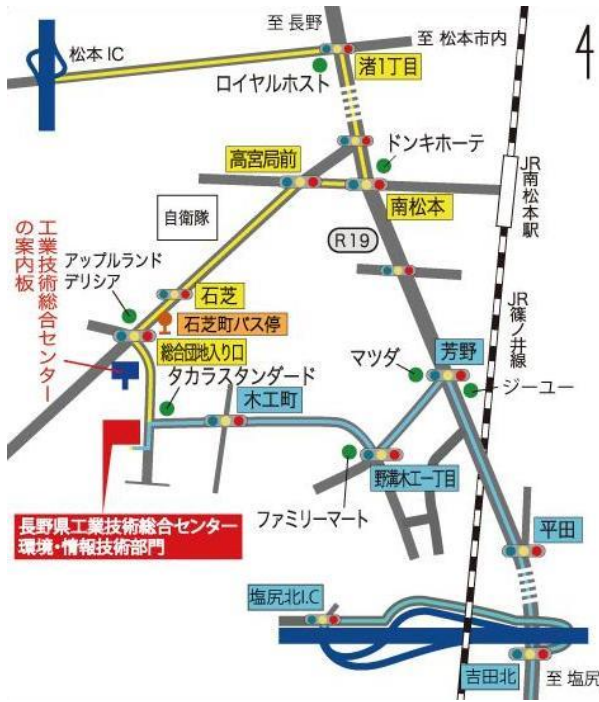 至 長野
松本 IC
至 松本市内
渚1丁目
ロイヤルホスト
ドンキホーテ
高宮局前
南松本
JR南松本駅
自衛隊
R19
工業技術総合センター
の案内板
アップルランド
デリシア
石芝
石芝町バス停
JR篠ノ井線
総合団地入り口
芳野
マツダ
ジーユー
タカラスタンダード
木工町
野溝木工一丁目
ファミリーマート
長野県工業技術総合センター
環境・情報技術部門
平田
塩尻北I.C
吉田北
至 塩尻